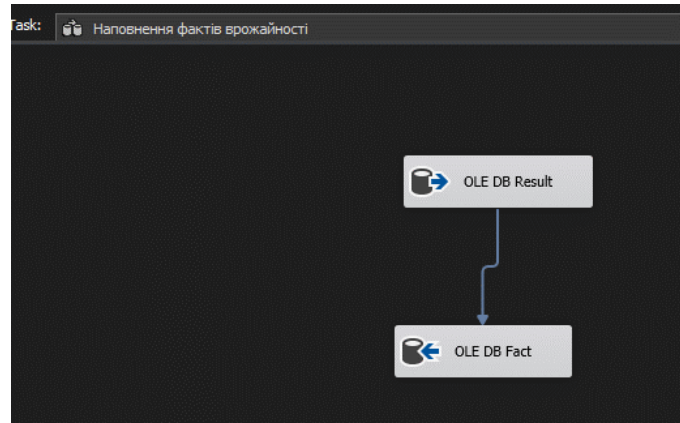 Task: Наповнення фактів врожайності
OLE DB Result
OLE DB Fact